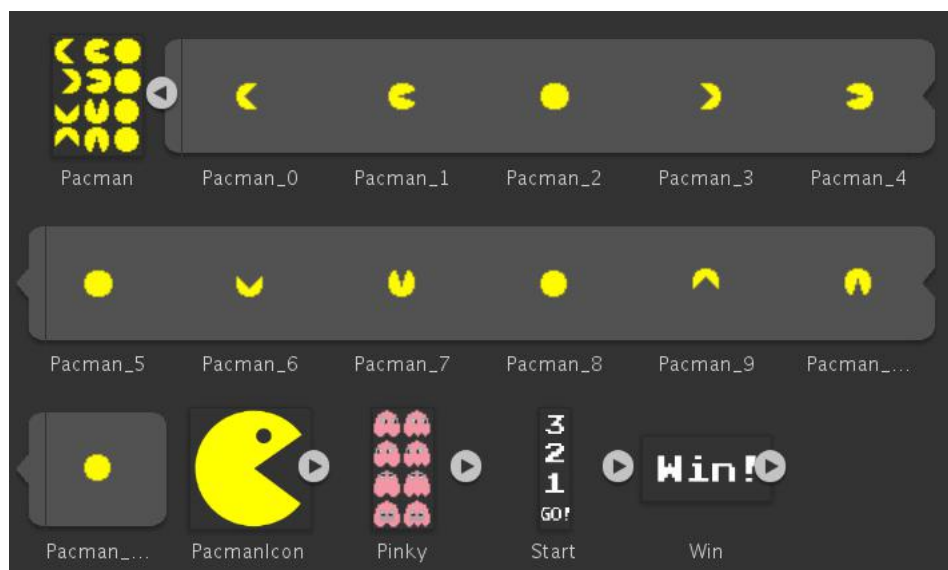 Pacman Pacman_0 Pacman_1 Pacman_2 Pacman_3 Pacman_4
Pacman_5 Pacman_6 Pacman_7 Pacman_8 Pacman_9 Pacman_...
3
2
1
GO!
Win!
Pacman_... PacmanIcon Pinky Start Win